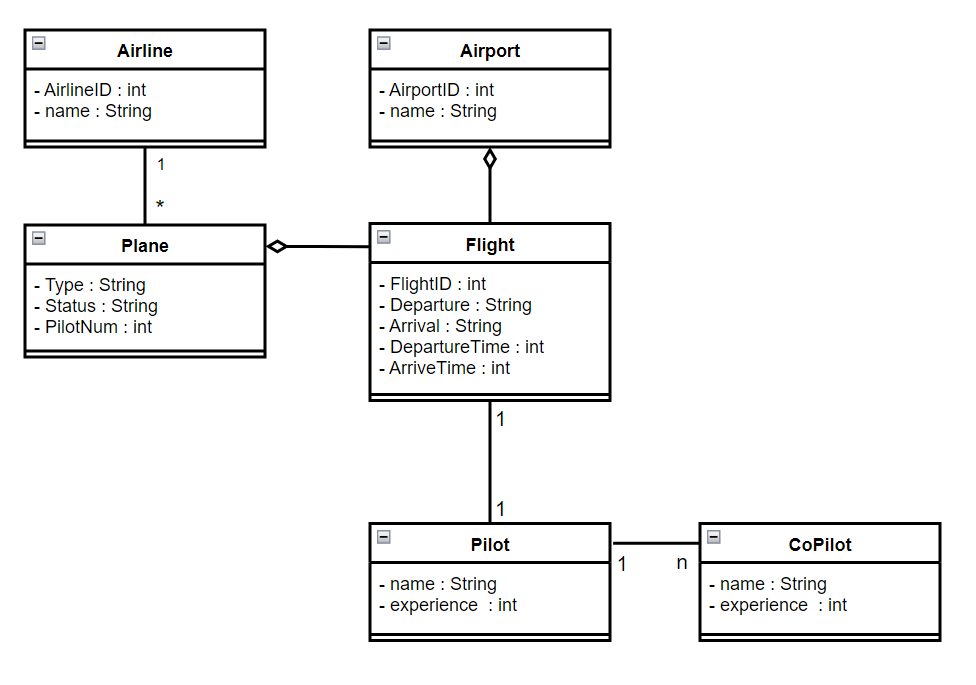 Airline
- AirlineID : int
- name : String
Airport
- AirportID : int
- name : String
1
*
Plane
- Type : String
- Status : String
- PilotNum : int
Flight
- FlightID : int
- Departure : String
- Arrival : String
- DepartureTime : int
- ArriveTime : int
1
1
Pilot
- name : String
- experience  : int
1
n
CoPilot
- name : String
- experience  : int